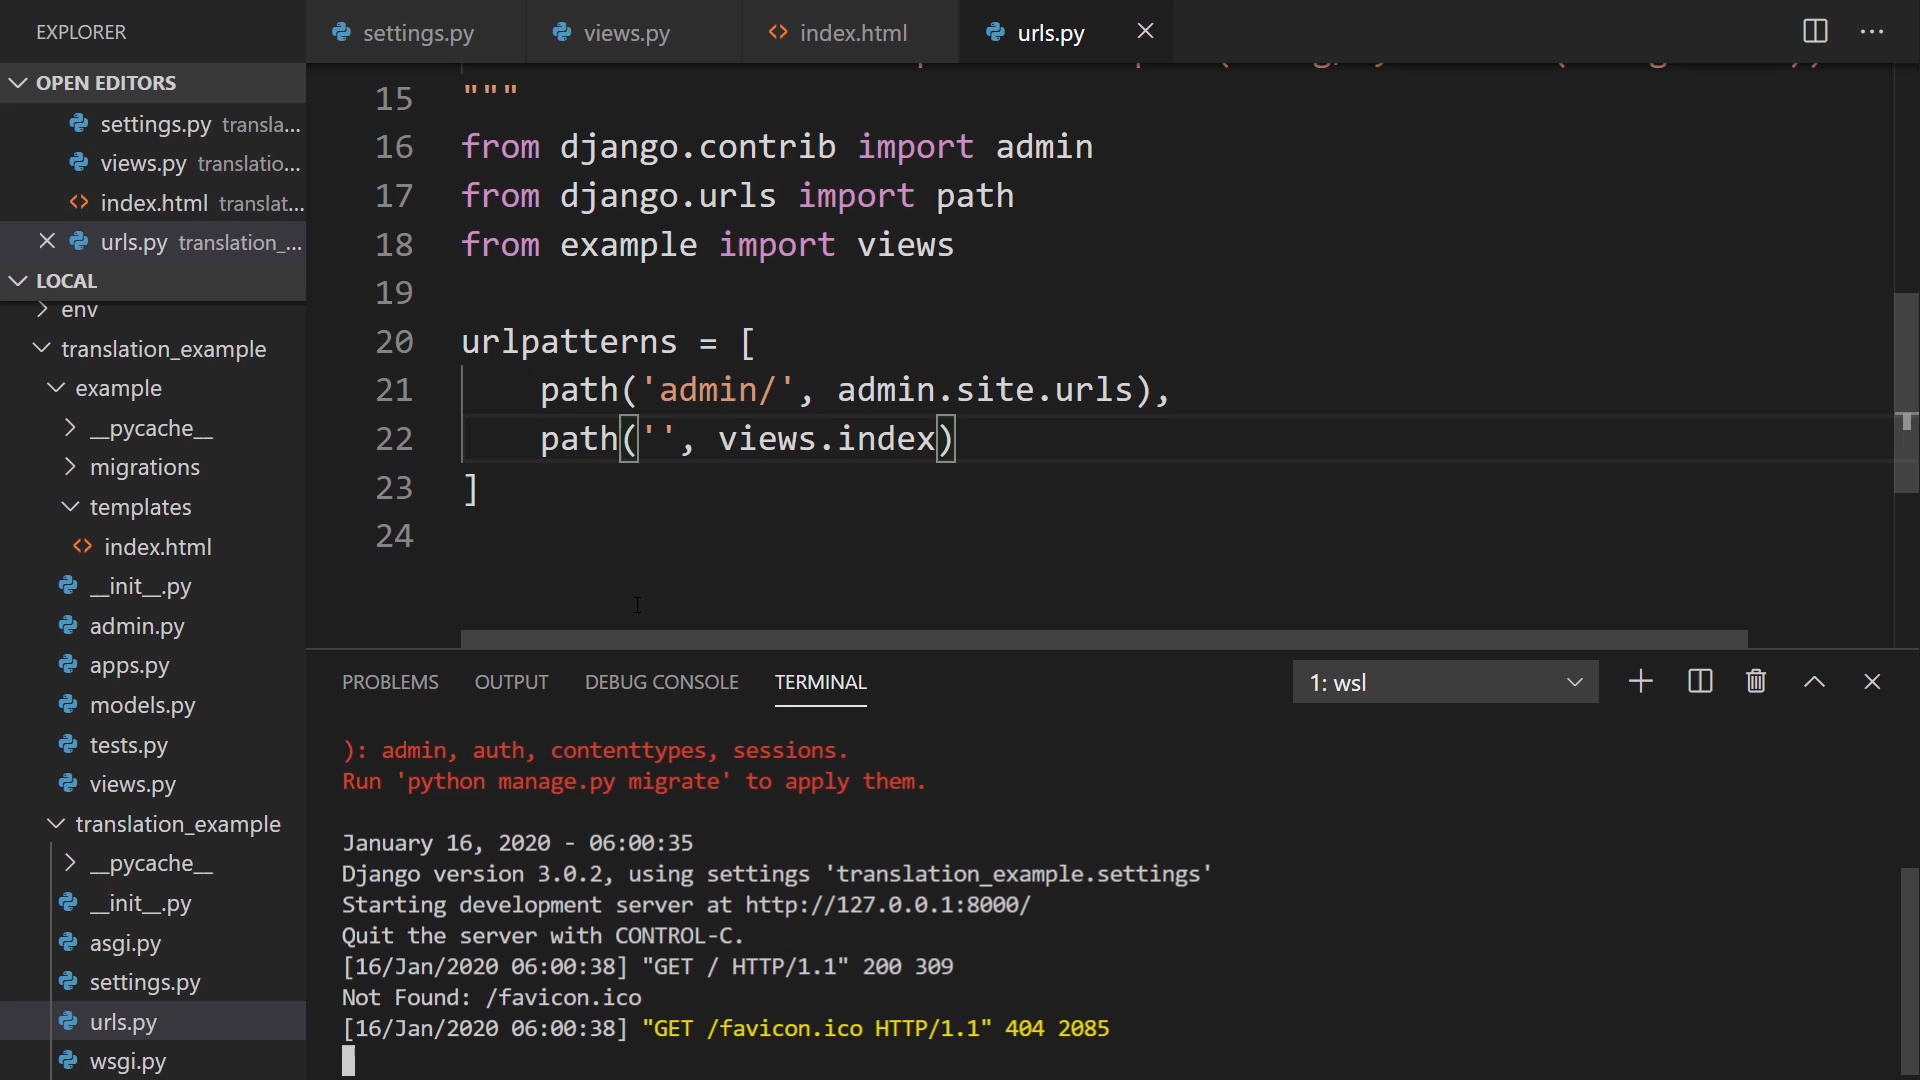 EXPLORER
settings.py
views.py
index.html
urls.py
OPEN EDITORS
settings.py transla...
views.py translatio...
index.html translat...
urls.py translation_...
LOCAL
env
translation_example
example
__pycache__
migrations
templates
index.html
__init__.py
admin.py
apps.py
models.py
tests.py
views.py
translation_example
__pycache__
__init__.py
asgi.py
settings.py
urls.py
wsgi.py
15 """
16 from django.contrib import admin
17 from django.urls import path
18 from example import views
19
20 urlpatterns = [
21 path('admin/', admin.site.urls),
22 path('', views.index)
23 ]
24
PROBLEMS OUTPUT DEBUG CONSOLE TERMINAL 1: wsl
): admin, auth, contenttypes, sessions.
Run 'python manage.py migrate' to apply them.
January 16, 2020 - 06:00:35
Django version 3.0.2, using settings 'translation_example.settings'
Starting development server at http://127.0.0.1:8000/
Quit the server with CONTROL-C.
[16/Jan/2020 06:00:38] "GET / HTTP/1.1" 200 309
Not Found: /favicon.ico
[16/Jan/2020 06:00:38] "GET /favicon.ico HTTP/1.1" 404 2085